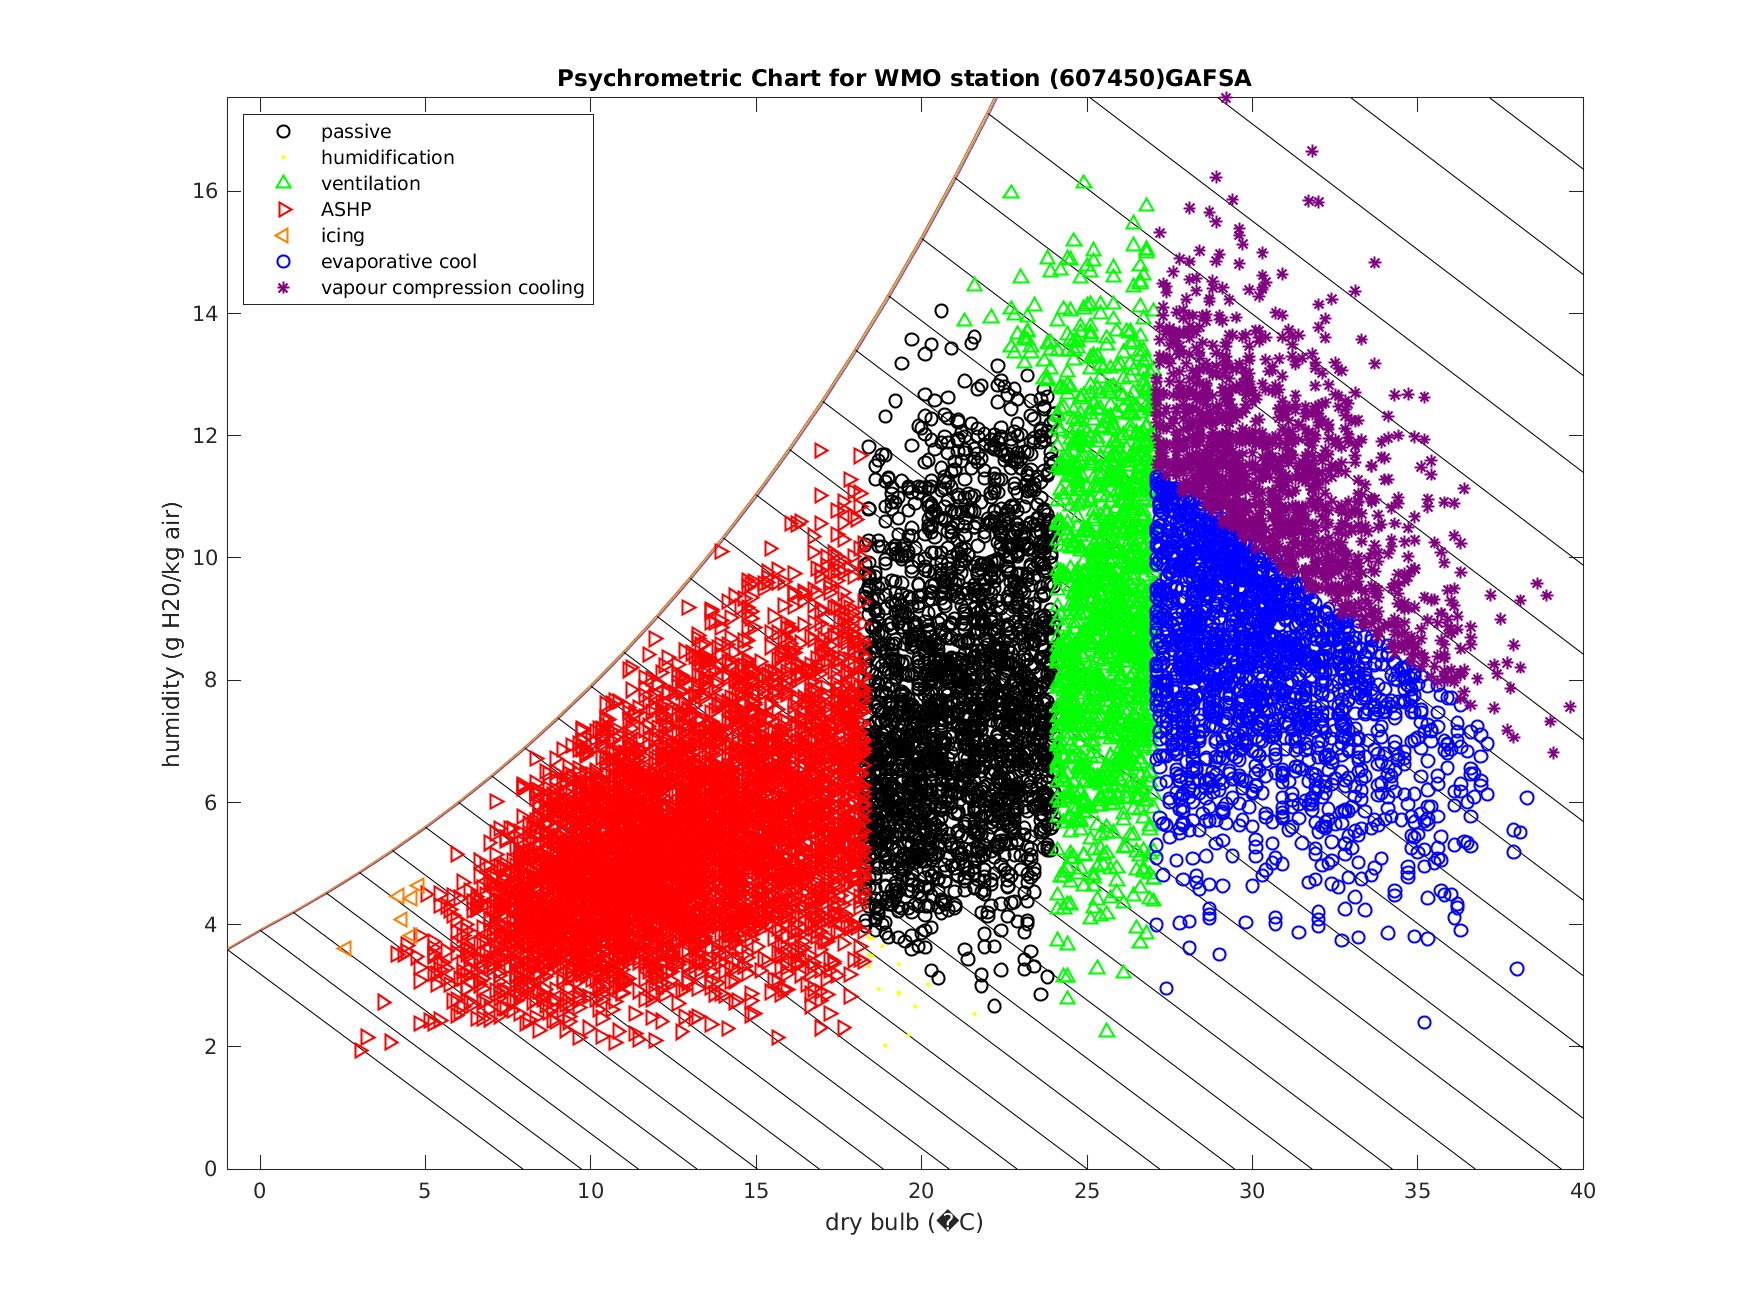 Psychrometric Chart for WMO station (607450)GAFSA
passive
humidification
ventilation
ASHP
icing
evaporative cool
vapour compression cooling
humidity (g H20/kg air)
16
14
12
10
8
6
4
2
0
0 5 10 15 20 25 30 35 40
dry bulb (�C)